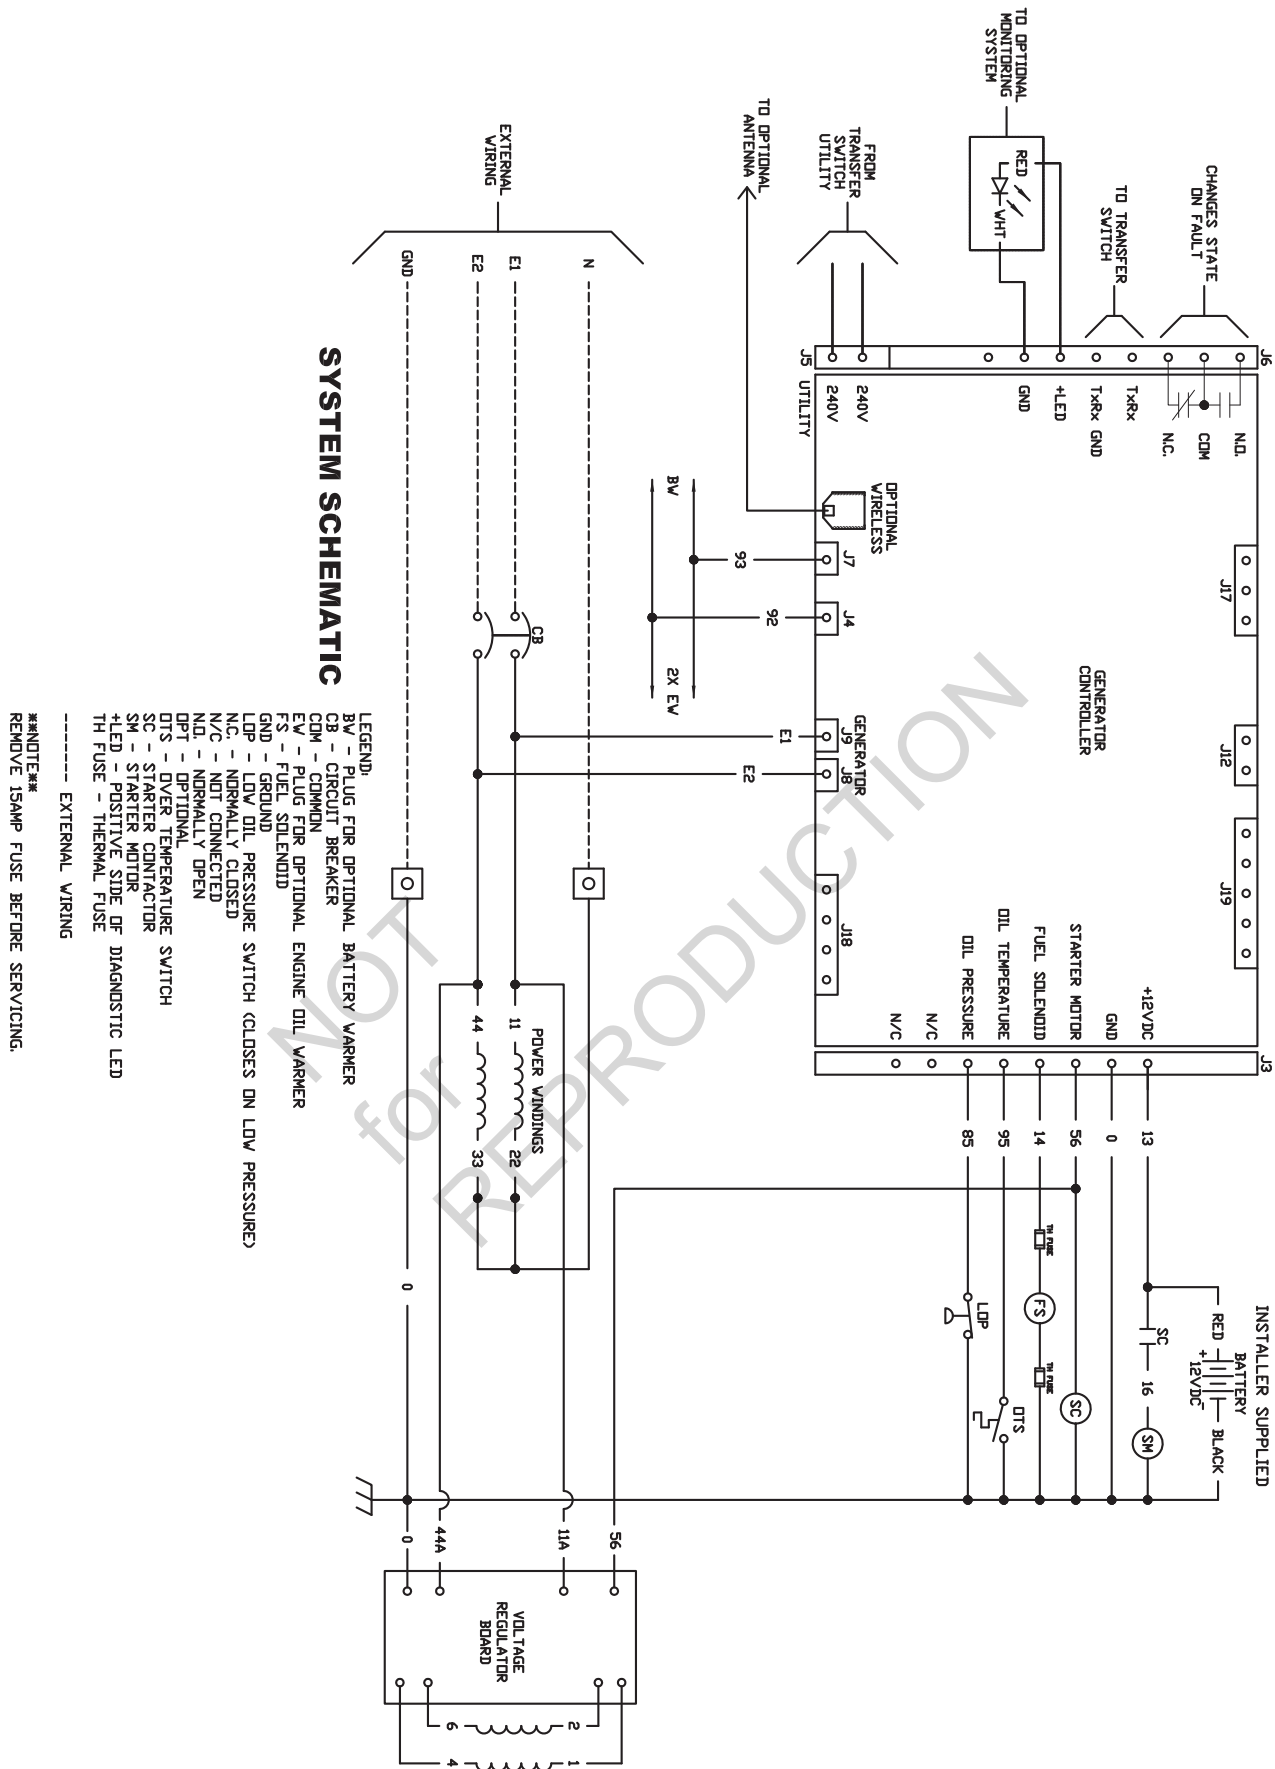 INSTALLER SUPPLIED
BATTERY
RED
+
12VDC
-
BLACK
SC
16
SM
J3
+12VDC
13
GND
0
STARTER MOTOR
56
SC
FUEL SOLENOID
14
TH FUSE
FS
TH FUSE
OIL TEMPERATURE
95
OTS
OIL PRESSURE
85
LOP
N/C
N/C
J6
CHANGES STATE
ON FAULT
N.O.
COM
N.C.
TO TRANSFER
SWITCH
TxRx
TxRx GND
TO OPTIONAL
MONITORING
SYSTEM
RED
WHT
+LED
GND
J17
J12
J19
GENERATOR
CONTROLLER
FROM
TRANSFER
SWITCH
UTILITY
J5
240V
240V
UTILITY
OPTIONAL
WIRELESS
J7
J4
GENERATOR
J9
J8
J18
TO OPTIONAL
ANTENNA
93
92
E1
E2
BW
2X EW
56
EXTERNAL
WIRING
N
E1
E2
GND
CB
POWER WINDINGS
11
22
44
33
0
11A
44A
0
VOLTAGE
REGULATOR
BOARD
2
6
1
4
SYSTEM SCHEMATIC
LEGEND:
BW - PLUG FOR OPTIONAL BATTERY WARMER
CB - CIRCUIT BREAKER
COM - COMMON
EW - PLUG FOR OPTIONAL ENGINE OIL WARMER
FS - FUEL SOLENOID
GND - GROUND
LOP - LOW OIL PRESSURE SWITCH (CLOSES ON LOW PRESSURE)
N.C. - NORMALLY CLOSED
N/C - NOT CONNECTED
N.O. - NORMALLY OPEN
OPT - OPTIONAL
OTS - OVER TEMPERATURE SWITCH
SC - STARTER CONTACTOR
SM - STARTER MOTOR
+LED - POSITIVE SIDE OF DIAGNOSTIC LED
TH FUSE - THERMAL FUSE
------- EXTERNAL WIRING
**NOTE**
REMOVE 15AMP FUSE BEFORE SERVICING.
NOT
for
REPRODUCTION